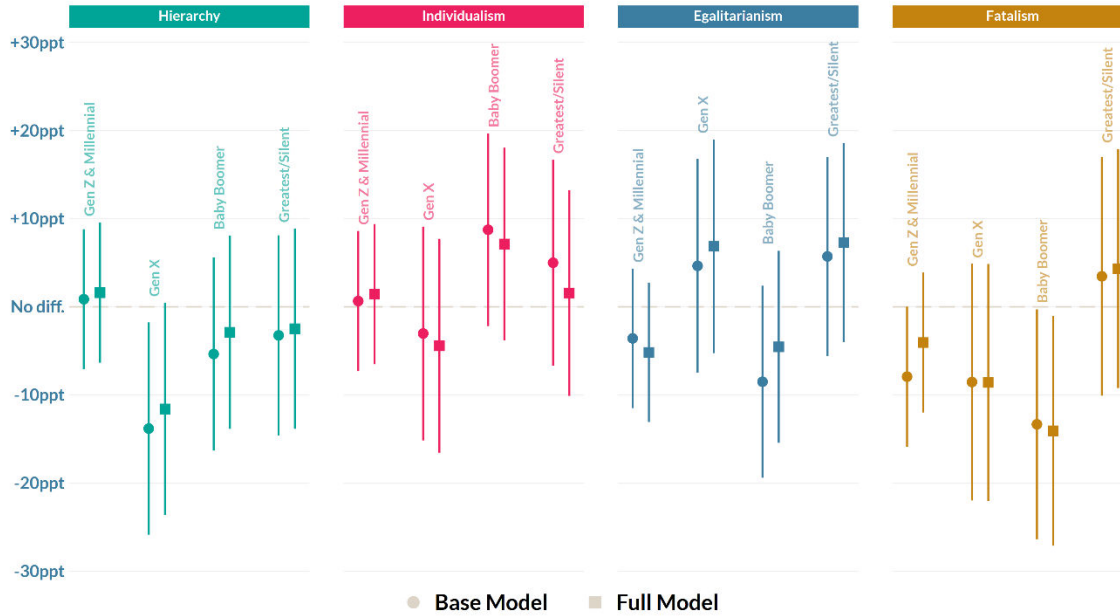 Hierarchy
Individualism
Egalitarianism
Fatalism
+30ppt
+20ppt
+10ppt
No diff.
-10ppt
-20ppt
-30ppt
Gen Z & Millennial
Gen X
Baby Boomer
Greatest/Silent
Gen Z & Millennial
Gen X
Baby Boomer
Greatest/Silent
Gen Z & Millennial
Gen X
Baby Boomer
Greatest/Silent
Gen Z & Millennial
Gen X
Baby Boomer
Greatest/Silent
Base Model
Full Model